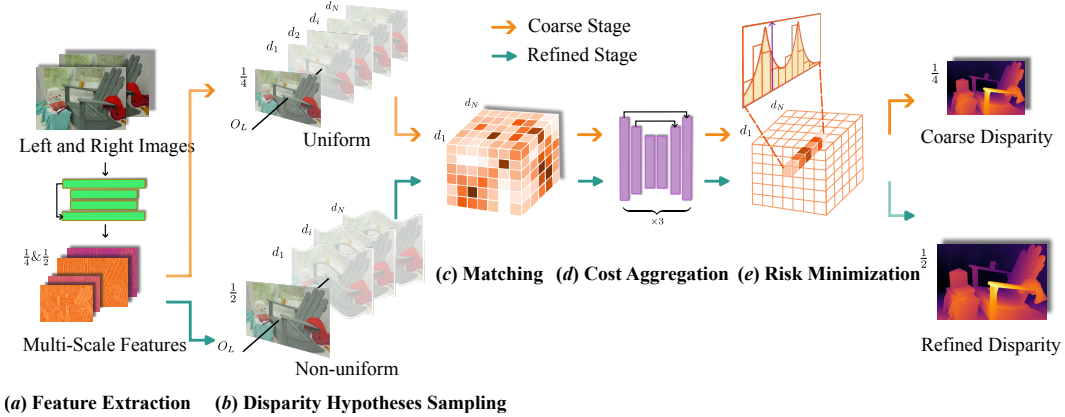 Coarse Stage
Refined Stage
Left and Right Images
1/4&1/2
Multi-Scale Features
(a) Feature Extraction
1/4
d_1
d_2
d_i
d_N
O_L
Uniform
1/2
d_1
d_i
d_N
O_L
Non-uniform
(b) Disparity Hypotheses Sampling
d_1
d_N
(c) Matching
×3
(d) Cost Aggregation
d_1
d_N
(e) Risk Minimization
1/4
Coarse Disparity
1/2
Refined Disparity